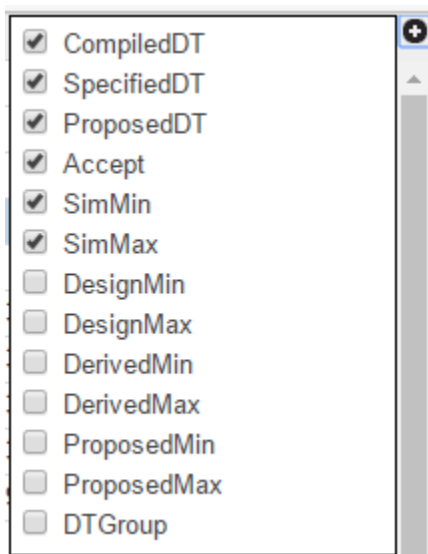 CompiledDT
SpecifiedDT
ProposedDT
Accept
SimMin
SimMax
DesignMin
DesignMax
DerivedMin
DerivedMax
ProposedMin
ProposedMax
DTGroup